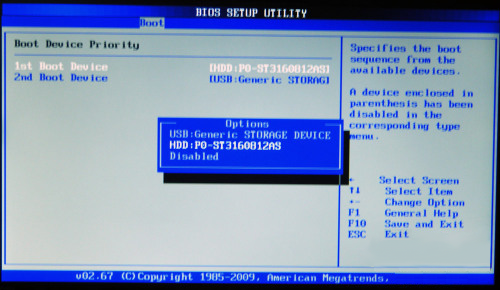 BIOS SETUP UTILITY
Boot
Boot Device Priority
1st Boot Device [HDD:P0-ST3160812AS]
2nd Boot Device [USB:Generic STORAG]
Options
USB:Generic STORAGE DEVICE
HDD:P0-ST3160812AS
Disabled
Specifies the boot
sequence from the
available devices.
A device enclosed in
parenthesis has been
disabled in the
corresponding type
menu.
← Select Screen
↑↓ Select Item
+- Change Option
F1 General Help
F10 Save and Exit
ESC Exit
v02.67 (C)Copyright 1985-2009, American Megatrends,